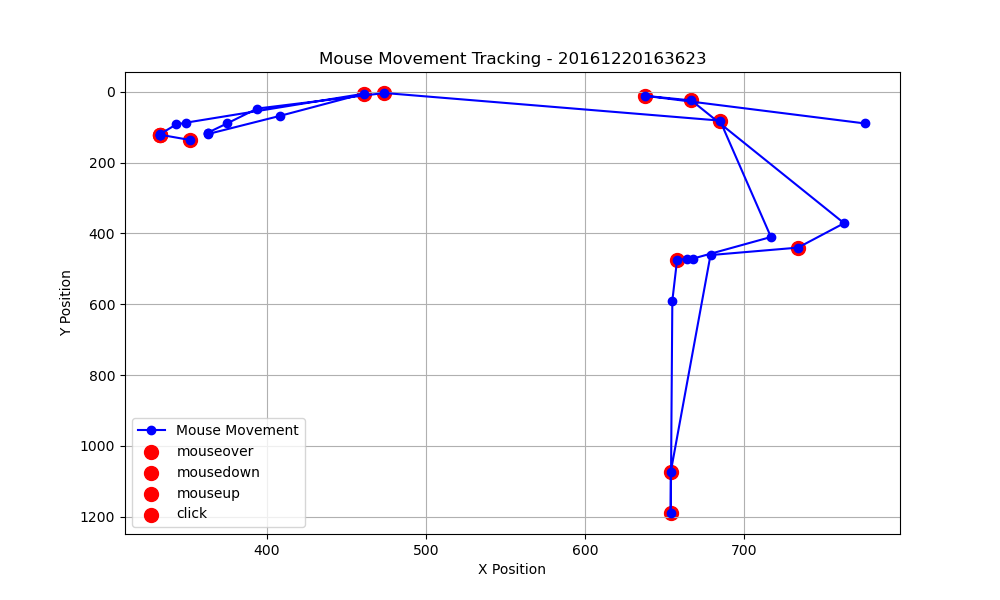 Mouse Movement Tracking - 20161220163623
0
200
400
600
800
1000
1200
Y Position
400
500
600
700
X Position
Mouse Movement
mouseover
mousedown
mouseup
click